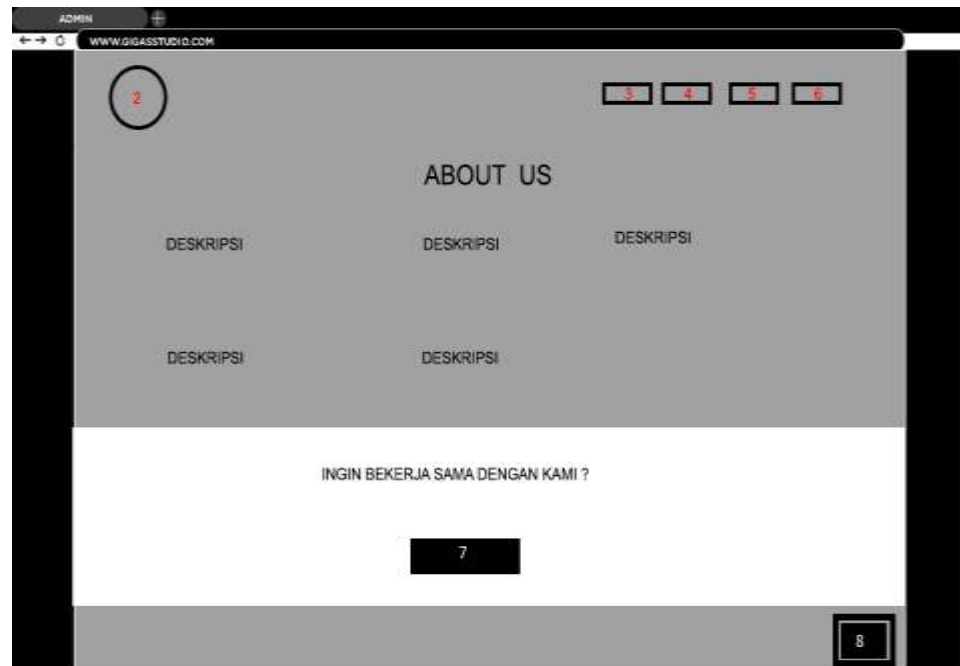 ADMIN
WWW.GIGASSTUDIO.COM
2
3 4 5 6
ABOUT US
DESKRIPSI DESKRIPSI DESKRIPSI
DESKRIPSI DESKRIPSI
INGIN BEKERJA SAMA DENGAN KAMI ?
7
8